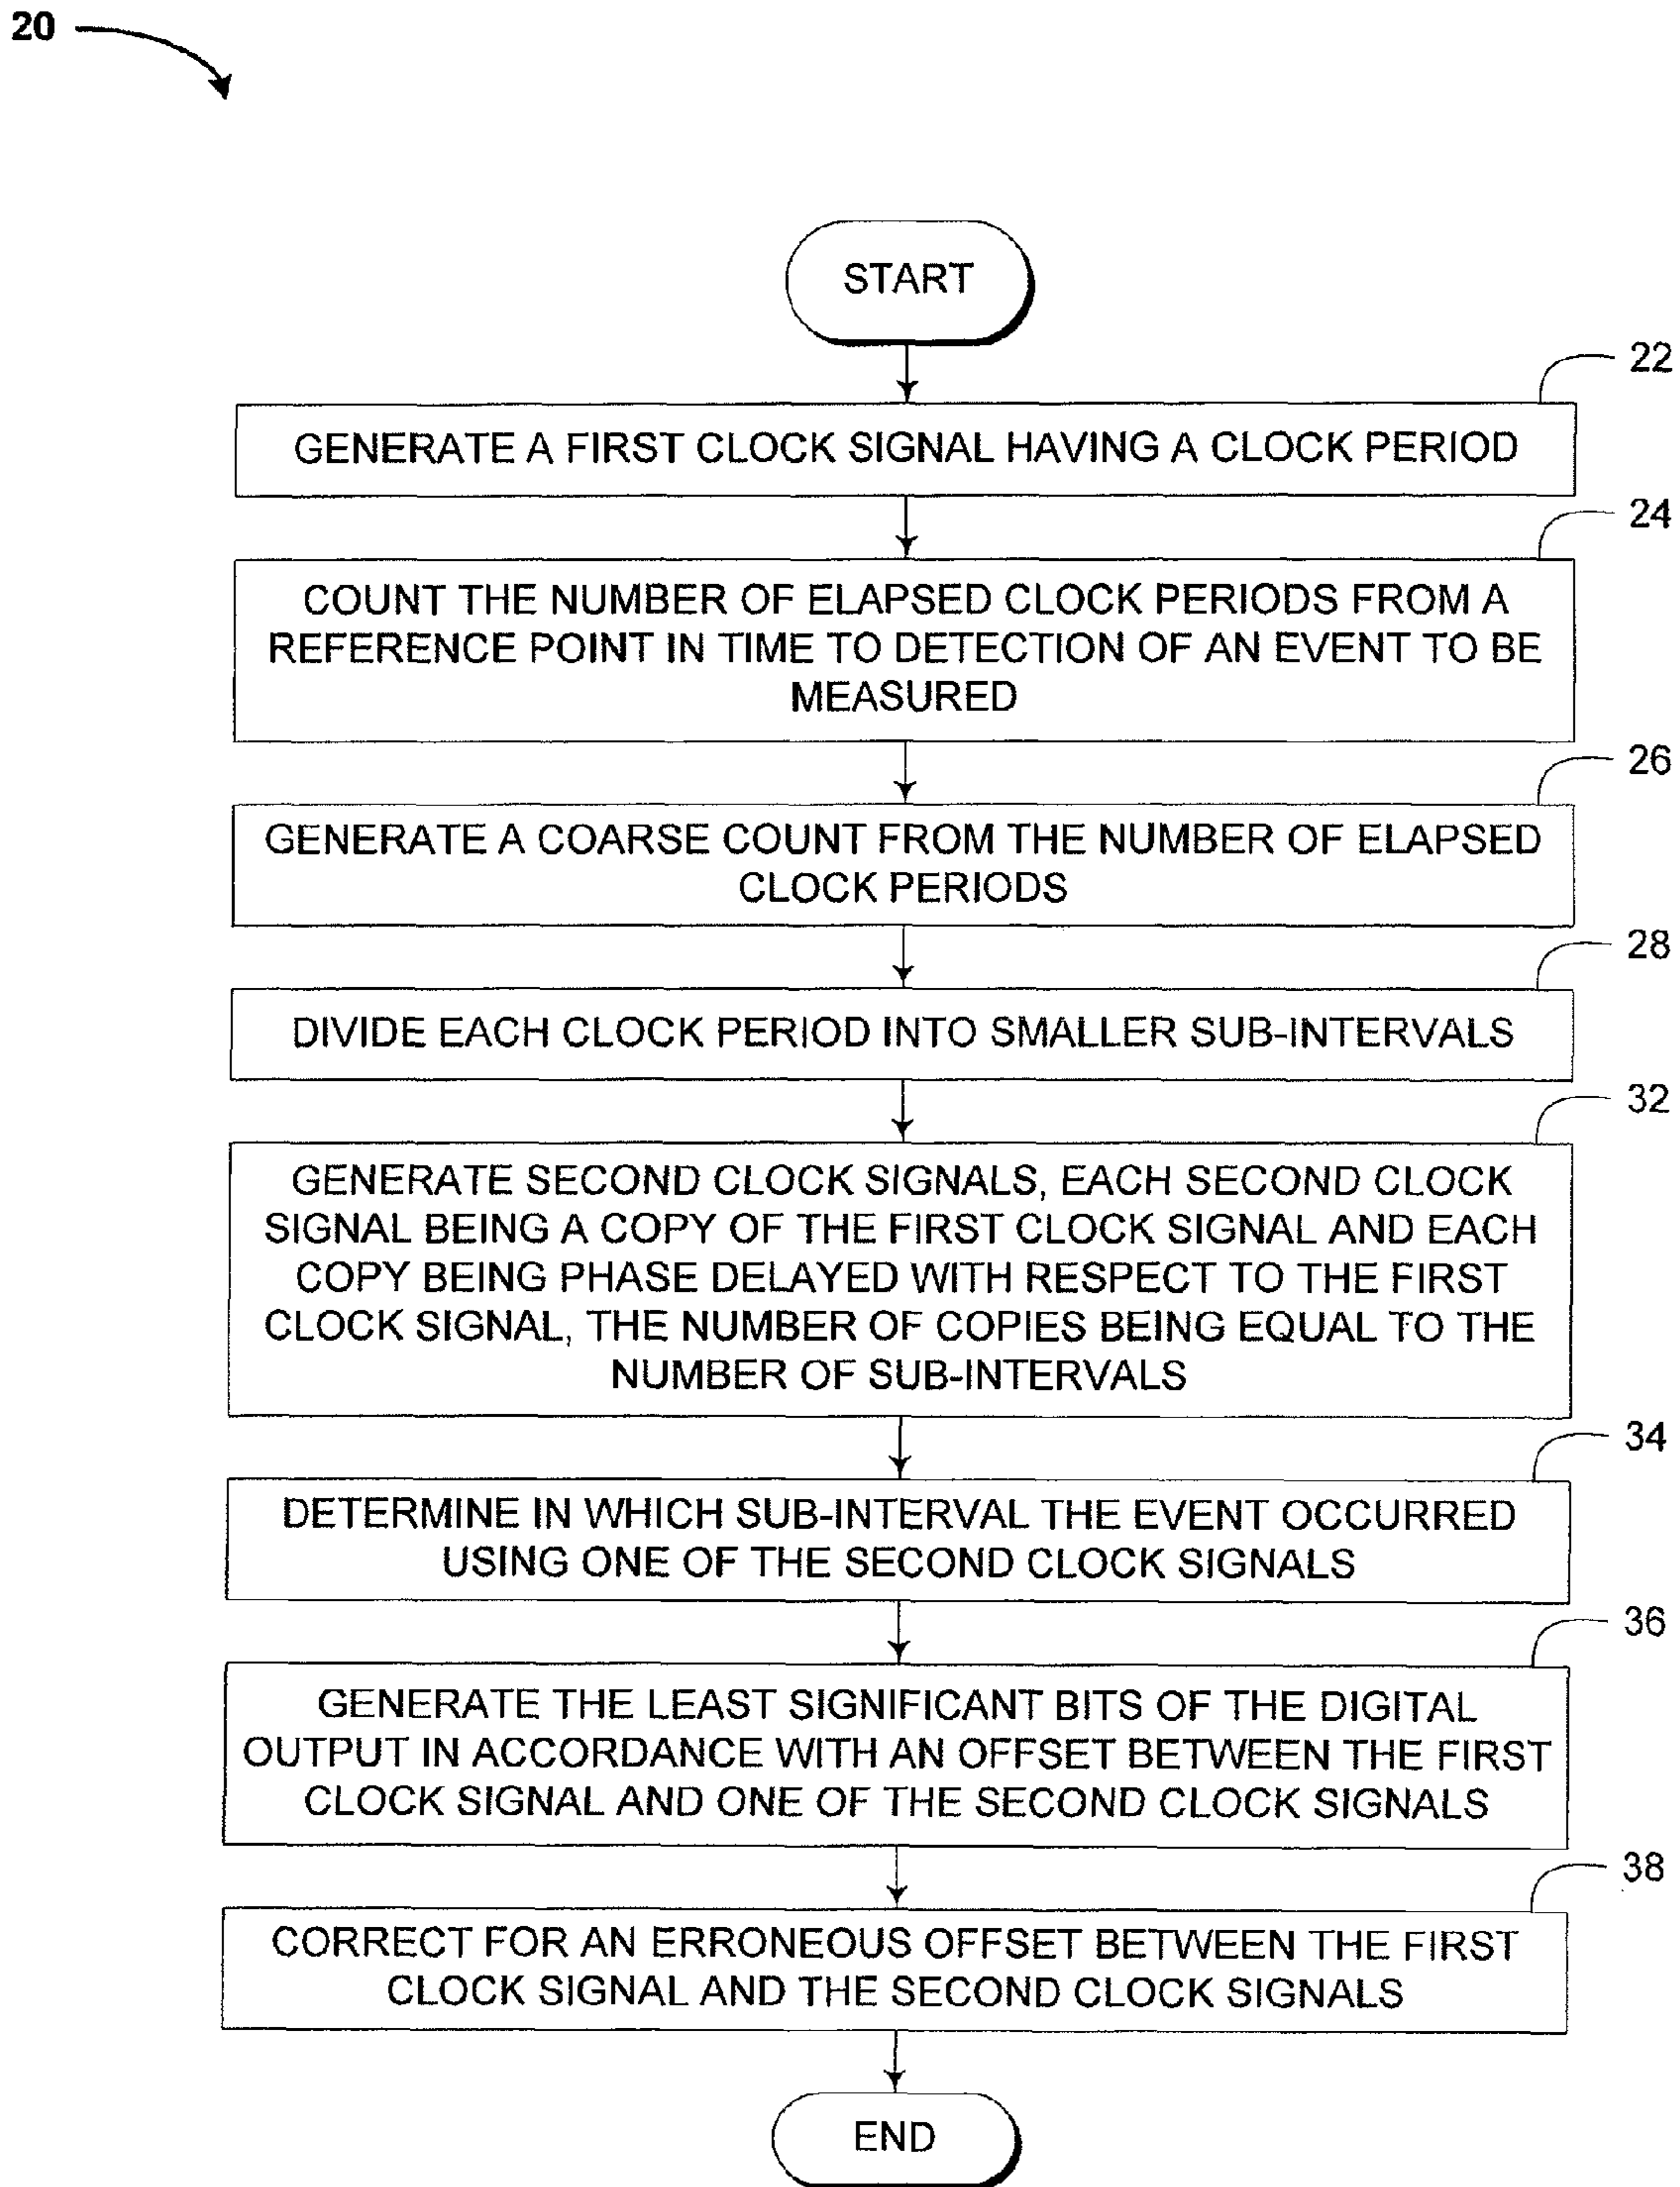 20
START
22
GENERATE A FIRST CLOCK SIGNAL HAVING A CLOCK PERIOD
24
COUNT THE NUMBER OF ELAPSED CLOCK PERIODS FROM A
REFERENCE POINT IN TIME TO DETECTION OF AN EVENT TO BE
MEASURED
26
GENERATE A COARSE COUNT FROM THE NUMBER OF ELAPSED
CLOCK PERIODS
28
DIVIDE EACH CLOCK PERIOD INTO SMALLER SUB-INTERVALS
32
GENERATE SECOND CLOCK SIGNALS, EACH SECOND CLOCK
SIGNAL BEING A COPY OF THE FIRST CLOCK SIGNAL AND EACH
COPY BEING PHASE DELAYED WITH RESPECT TO THE FIRST
CLOCK SIGNAL, THE NUMBER OF COPIES BEING EQUAL TO THE
NUMBER OF SUB-INTERVALS
34
DETERMINE IN WHICH SUB-INTERVAL THE EVENT OCCURRED
USING ONE OF THE SECOND CLOCK SIGNALS
36
GENERATE THE LEAST SIGNIFICANT BITS OF THE DIGITAL
OUTPUT IN ACCORDANCE WITH AN OFFSET BETWEEN THE FIRST
CLOCK SIGNAL AND ONE OF THE SECOND CLOCK SIGNALS
38
CORRECT FOR AN ERRONEOUS OFFSET BETWEEN THE FIRST
CLOCK SIGNAL AND THE SECOND CLOCK SIGNALS
END